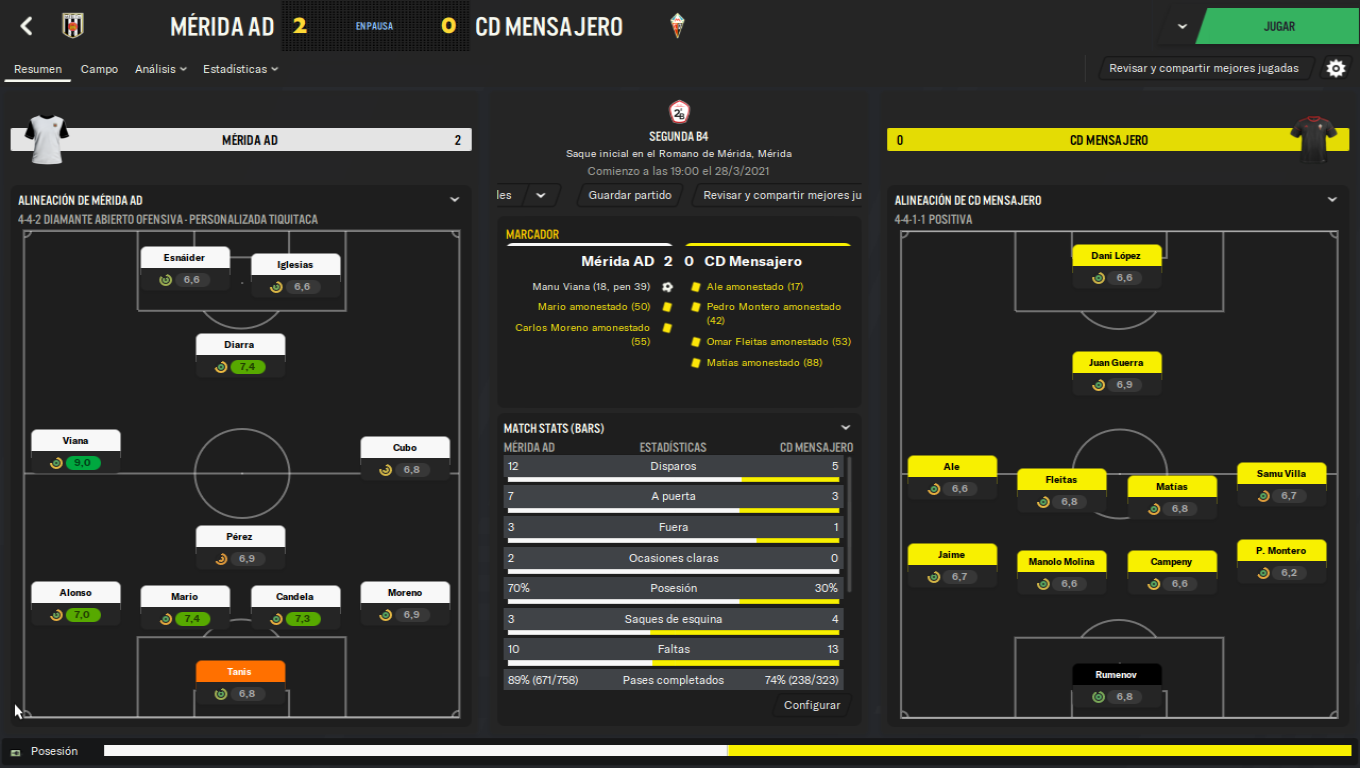 MÉRIDA AD 2 EN PAUSA 0 CD MENSAJERO
JUGAR
Resumen Campo Análisis Estadísticas
Revisar y compartir mejores jugadas
MÉRIDA AD 2
ALINEACIÓN DE MÉRIDA AD
4-4-2 DIAMANTE ABIERTO OFENSIVA - PERSONALIZADA TIQUITACA
Esnáider
6,6
Iglesias
6,6
Diarra
7,4
Viana
9,0
Cubo
6,8
Pérez
6,9
Alonso
7,0
Mario
7,4
Candela
7,3
Moreno
6,9
Tanis
6,8
2B
SEGUNDA B4
Saque inicial en el Romano de Mérida, Mérida
Comienzo a las 19:00 el 28/3/2021
les
Guardar partido
Revisar y compartir mejores ju
MARCADOR
Mérida AD 2 0 CD Mensajero
Manu Viana (18, pen 39)
Mario amonestado (50)
Carlos Moreno amonestado
(55)
Ale amonestado (17)
Pedro Montero amonestado
(42)
Omar Fleitas amonestado (53)
Matías amonestado (88)
MATCH STATS (BARS)
MÉRIDA AD ESTADÍSTICAS CD MENSAJERO
12 Disparos 5
7 A puerta 3
3 Fuera 1
2 Ocasiones claras 0
70% Posesión 30%
3 Saques de esquina 4
10 Faltas 13
89% (671/758) Pases completados 74% (238/323)
Configurar
0 CD MENSAJERO
ALINEACIÓN DE CD MENSAJERO
4-4-1-1 POSITIVA
Dani López
6,6
Juan Guerra
6,9
Ale
6,6
Fleitas
6,8
Matías
6,8
Samu Villa
6,7
Jaime
6,7
Manolo Molina
6,6
Campeny
6,6
P. Montero
6,2
Rumenov
6,8
Posesión